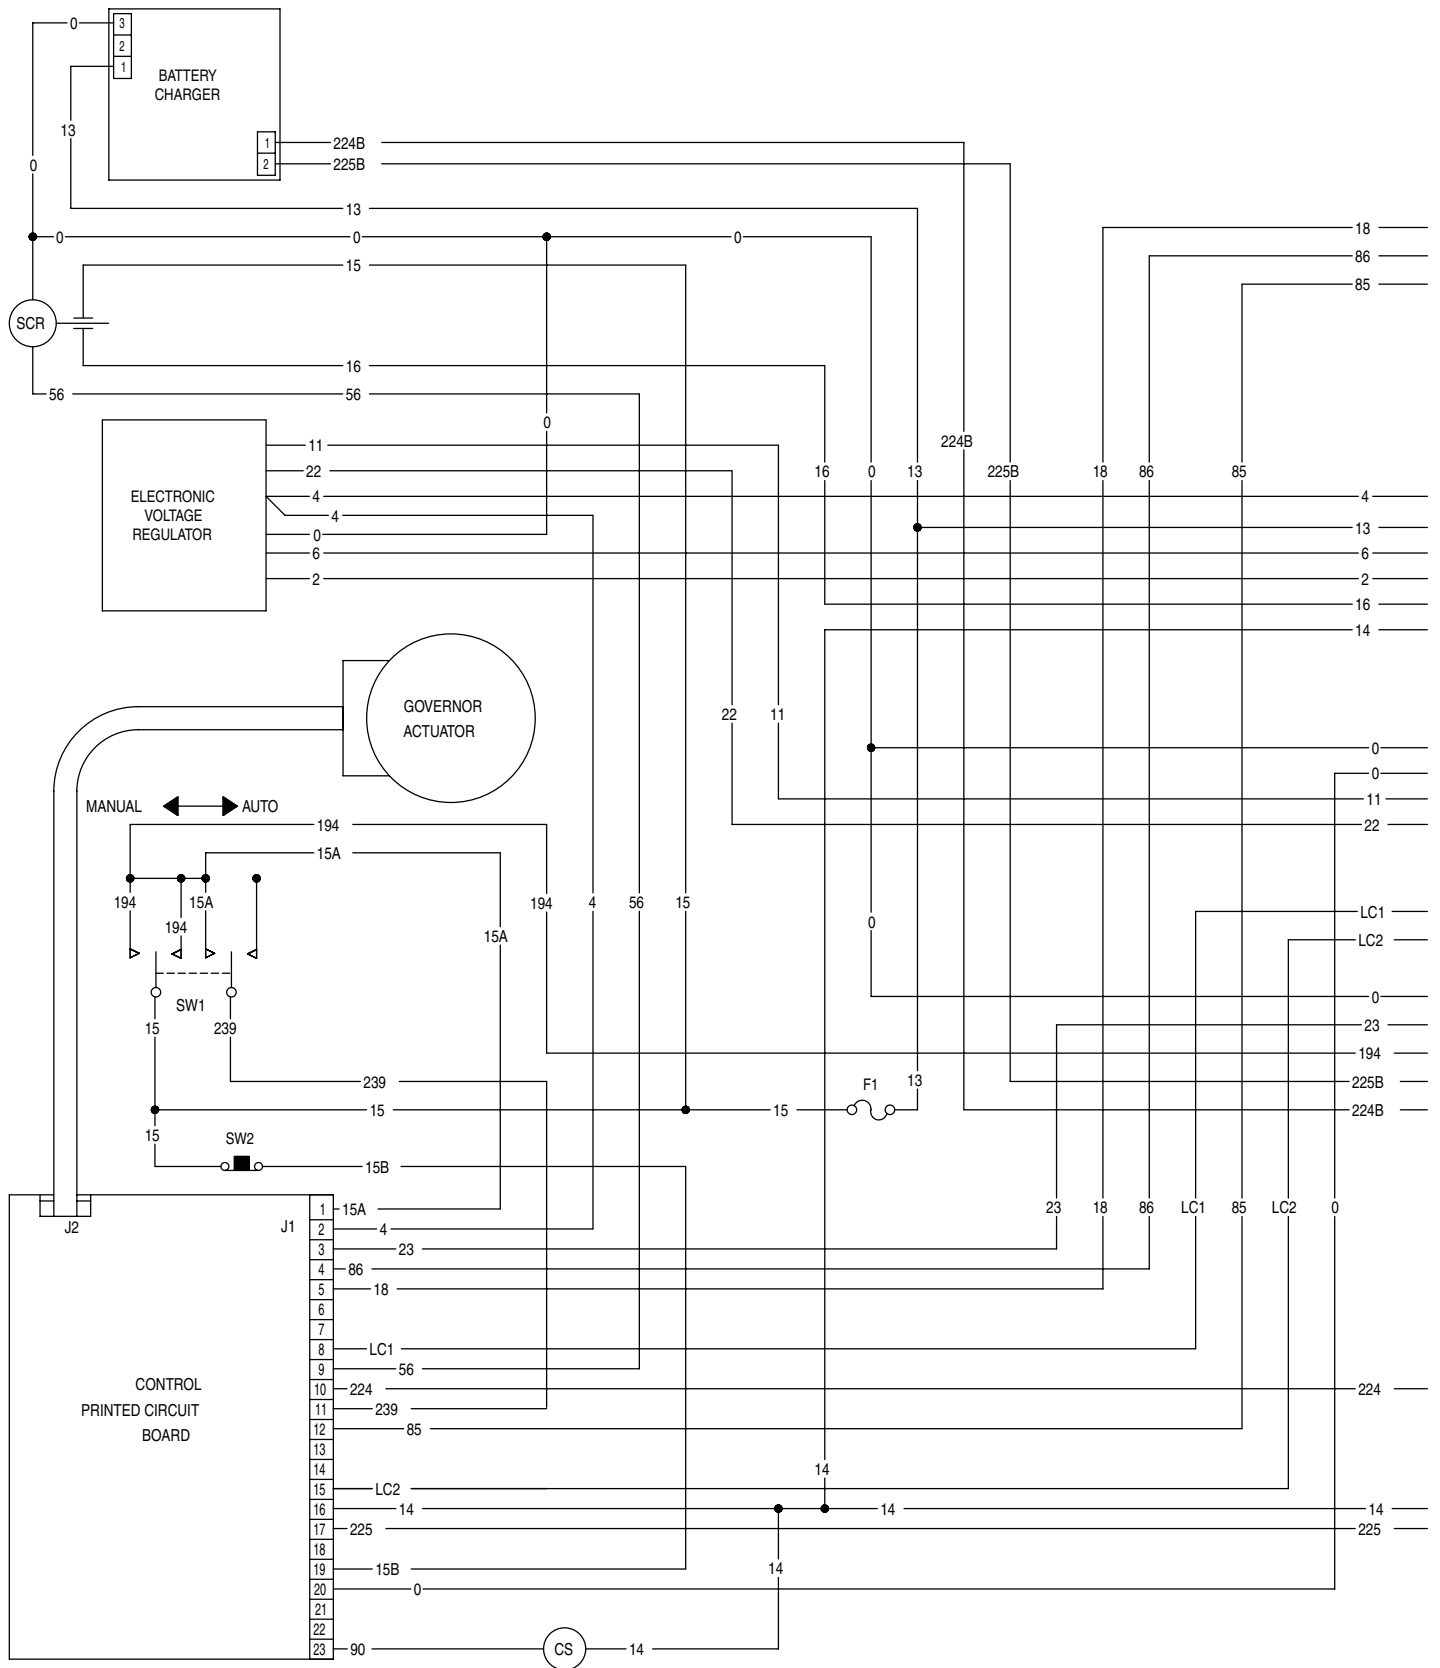 0
3
2
1
BATTERY
CHARGER
13
0
1
224B
2
225B
13
0
0
0
15
18
86
85
SCR
16
56
56
0
11
22
4
4
0
6
2
ELECTRONIC
VOLTAGE
REGULATOR
224B
16
0
13
225B
18
86
85
4
13
6
2
16
14
GOVERNOR
ACTUATOR
22
11
0
0
11
22
MANUAL
AUTO
194
15A
194
194
15A
15A
194
4
56
15
0
LC1
LC2
SW1
15
239
0
23
194
225B
224B
239
F1
13
15
15
15
SW2
15B
J2
J1
1 15A
2 4
3 23
4 86
5 18
6
7
8 LC1
9 56
10 224
11 239
12 85
13
14
15 LC2
16 14
17 225
18
19 15B
20 0
21
22
23 90
CONTROL
PRINTED CIRCUIT
BOARD
23
18
86
LC1
85
LC2
0
224
14
14
14
225
14
CS
14